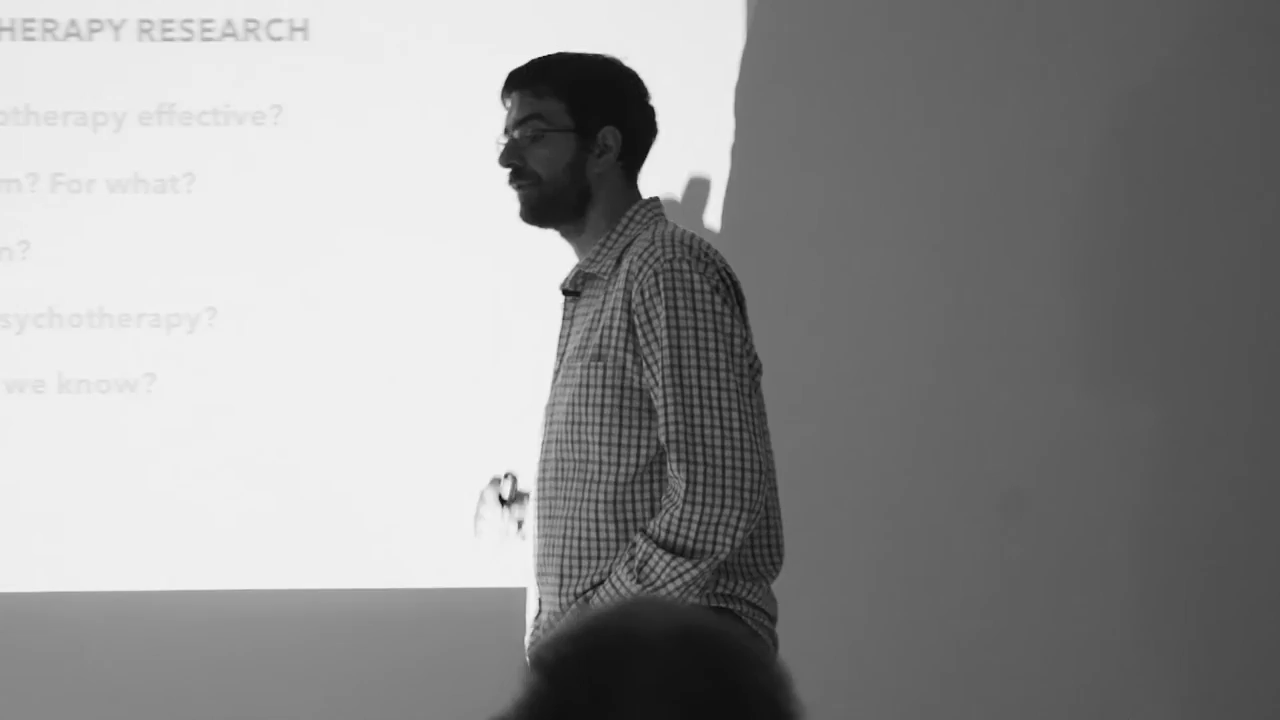 HERAPY RESEARCH
otherapy effective?
m? For what?
n?
sychotherapy?
we know?